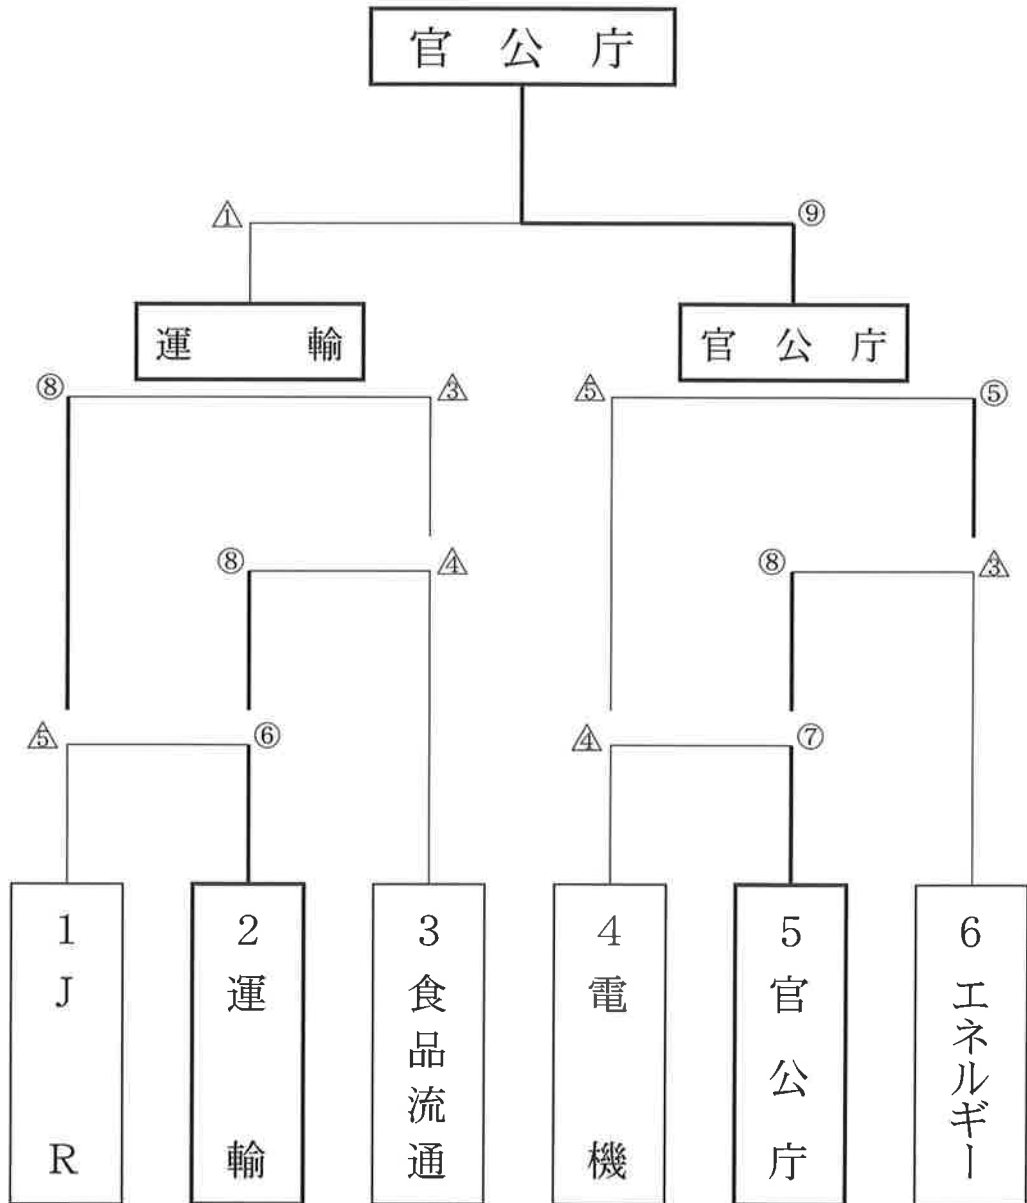 官公庁
△1 ⑨
運輸 官公庁
⑧ △3 △5 ⑤
⑧ △4 ⑧ △3
△5 ⑥ △4 ⑦
1 JR
2 運輸
3 食品流通
4 電機
5 官公庁
6 エネルギー